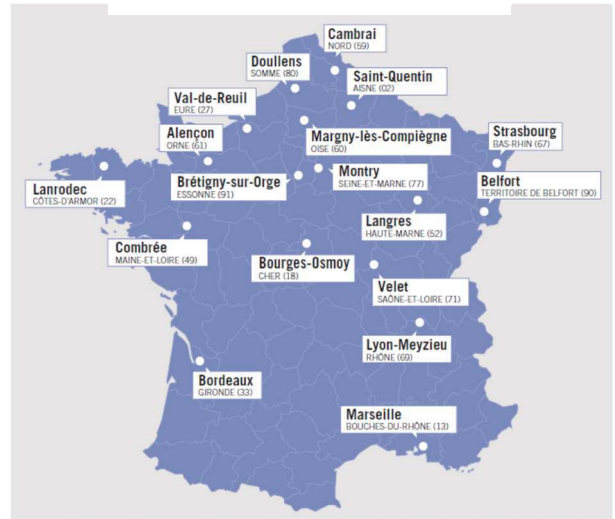 Cambrai
NORD (59)
Doullens
SOMME (80)
Saint-Quentin
AISNE (02)
Val-de-Reuil
EURE (27)
Alençon
ORNE (61)
Margny-lès-Compiègne
OISE (60)
Strasbourg
BAS-RHIN (67)
Lanrodec
CÔTES-D'ARMOR (22)
Brétigny-sur-Orge
ESSONNE (91)
Montry
SEINE-ET-MARNE (77)
Belfort
TERRITOIRE DE BELFORT (90)
Langres
HAUTE-MARNE (52)
Combrée
MAINE-ET-LOIRE (49)
Bourges-Osmoy
CHER (18)
Velet
SAÔNE-ET-LOIRE (71)
Lyon-Meyzieu
RHÔNE (69)
Bordeaux
GIRONDE (33)
Marseille
BOUCHES-DU-RHÔNE (13)